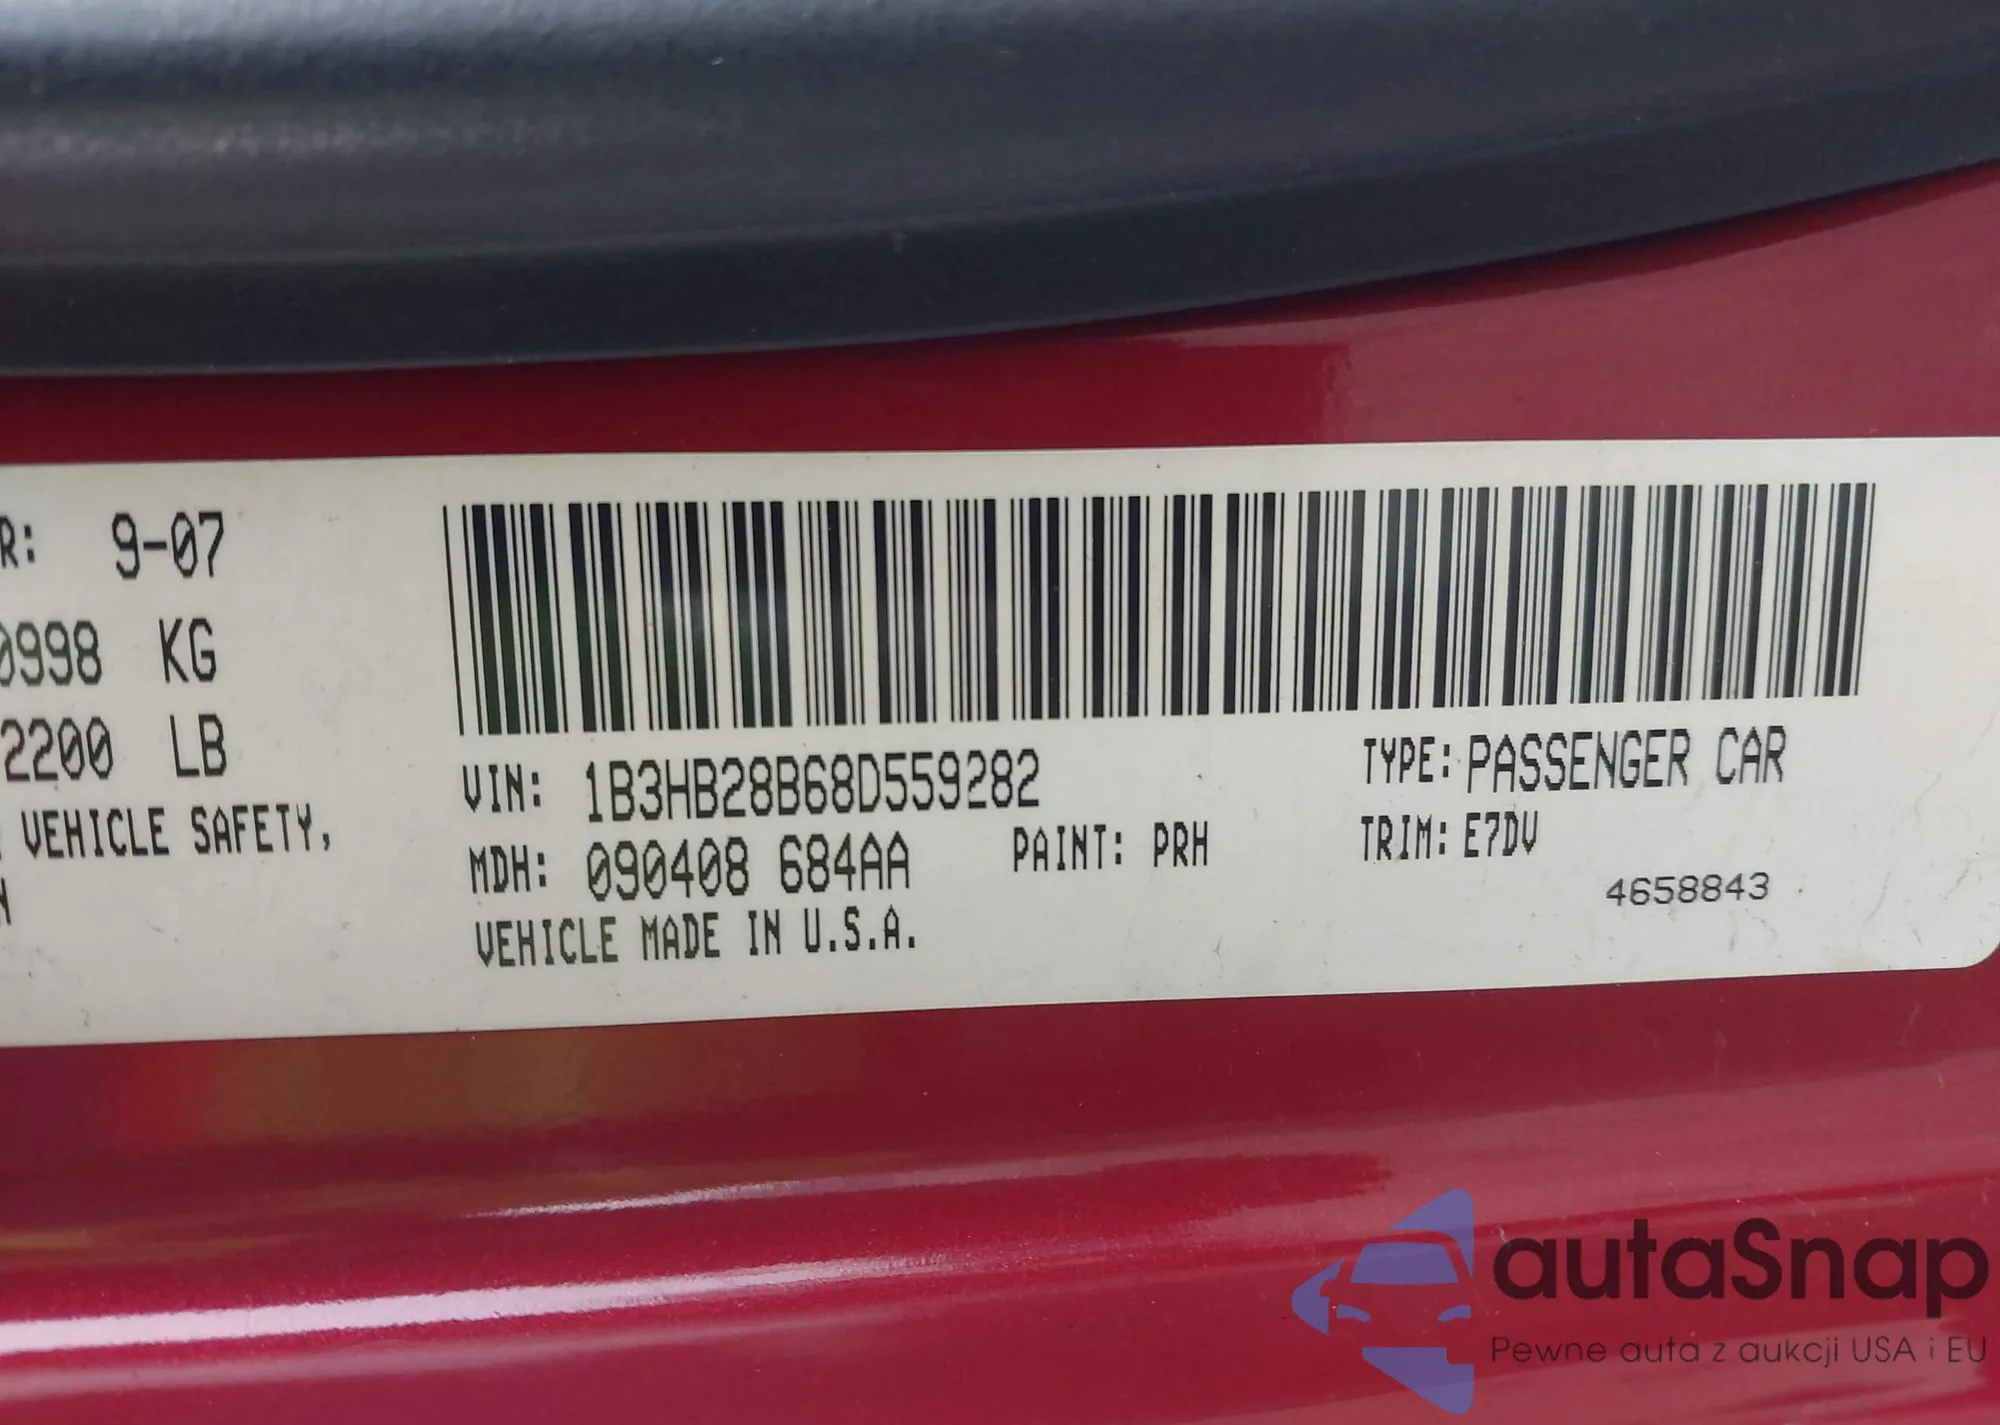 R: 9-07
0998 KG
2200 LB
VEHICLE SAFETY,
N
VIN: 1B3HB28B68D559282
TYPE: PASSENGER CAR
MDH: 090408 684AA
PAINT: PRH
TRIM: E7DV
VEHICLE MADE IN U.S.A.
4658843
autaSnap
Pewne auta z aukcji USA i EU